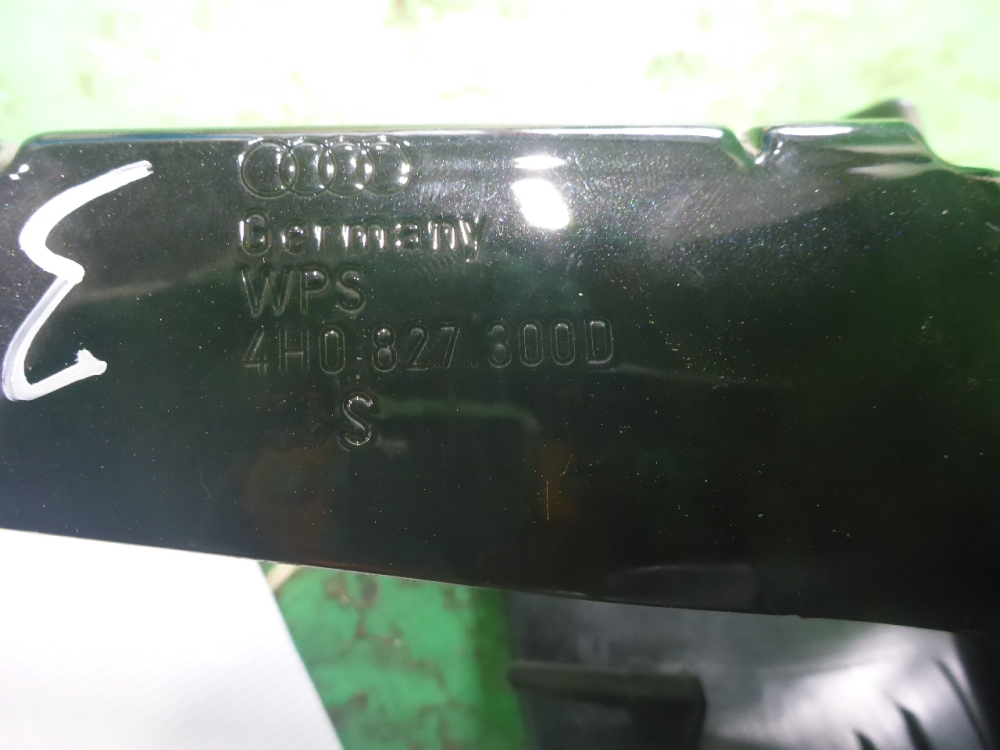 Germany
WPS
4H0.827.300D
S